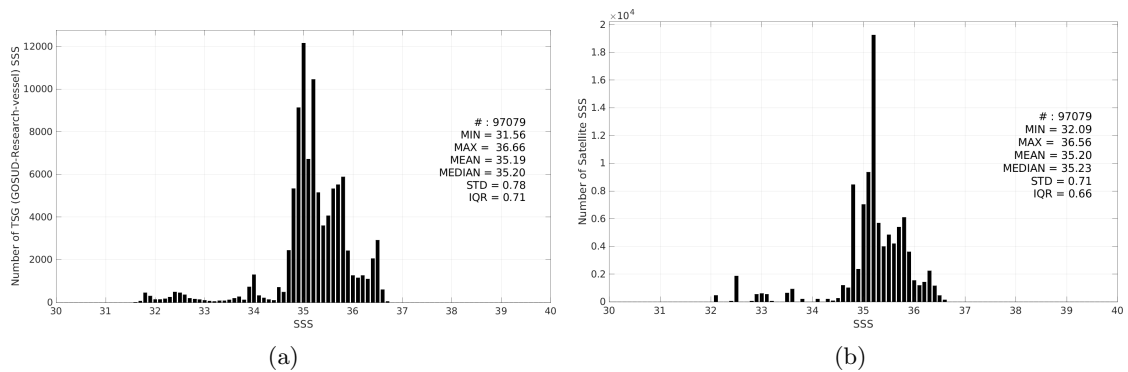 12000
10000
8000
6000
4000
2000
0
30 31 32 33 34 35 36 37 38 39 40
SSS
Number of TSG (GOSUD-Research-vessel) SSS
# : 97079
MIN = 31.56
MAX = 36.66
MEAN = 35.19
MEDIAN = 35.20
STD = 0.78
IQR = 0.71
(a)
×10⁴
2
1.8
1.6
1.4
1.2
1
0.8
0.6
0.4
0.2
0
30 31 32 33 34 35 36 37 38 39 40
SSS
Number of Satellite SSS
# : 97079
MIN = 32.09
MAX = 36.56
MEAN = 35.20
MEDIAN = 35.23
STD = 0.71
IQR = 0.66
(b)